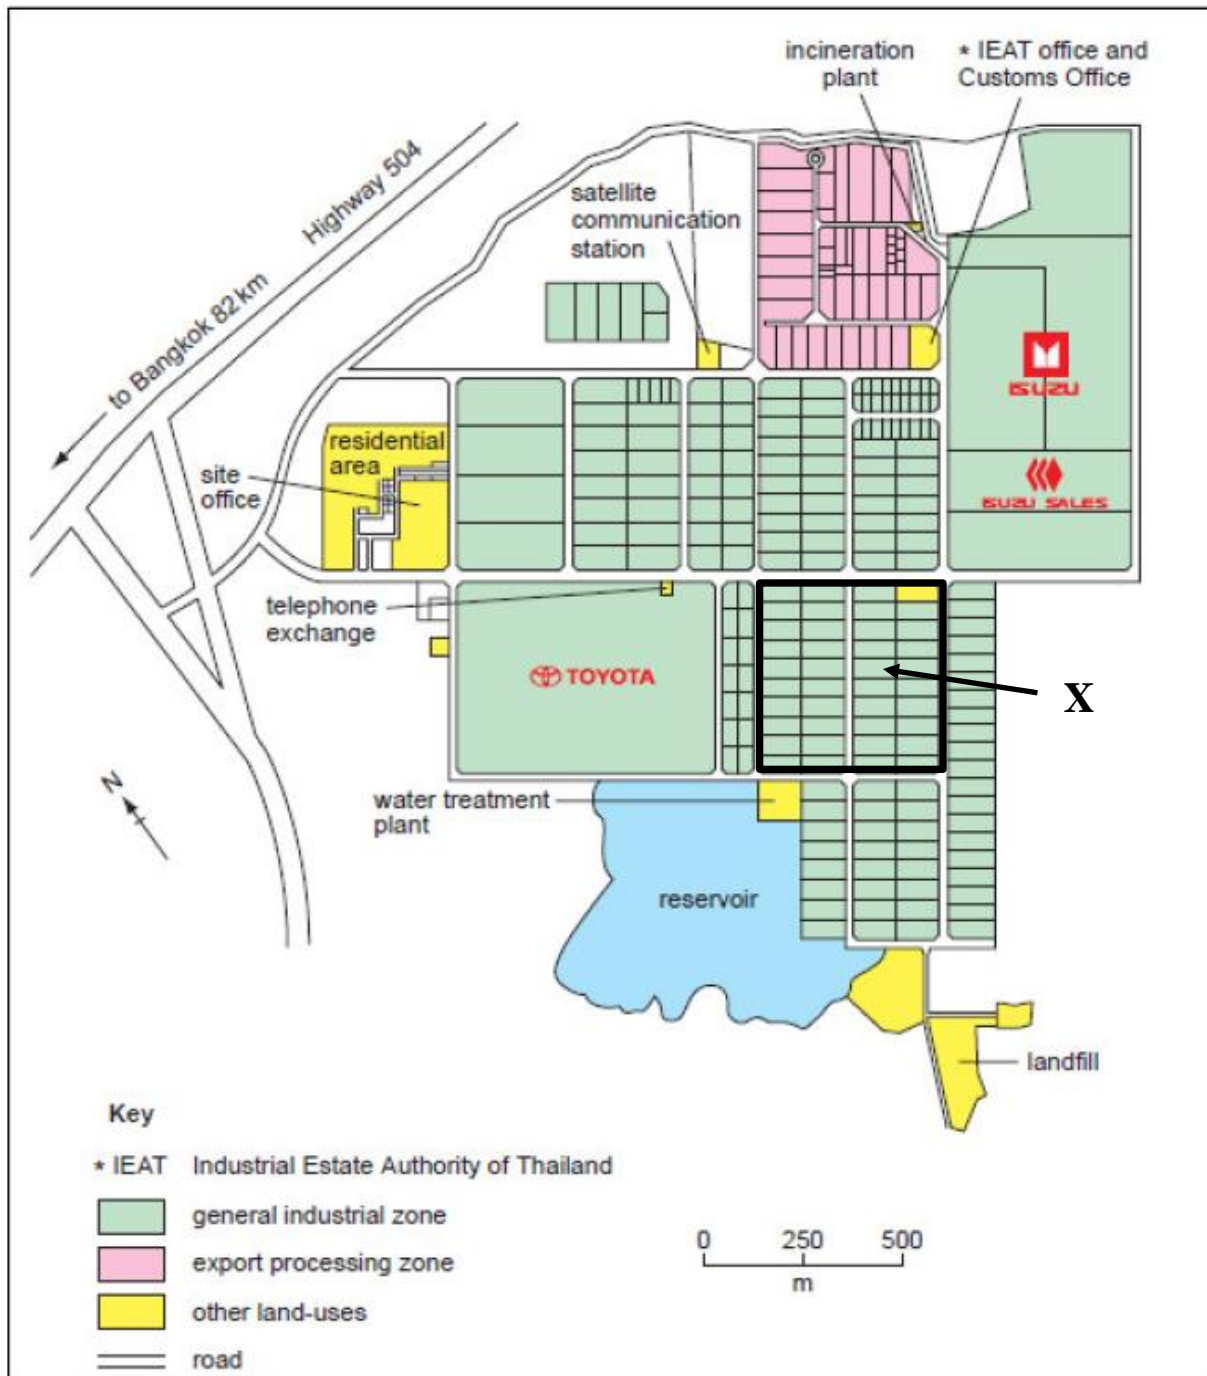 incineration
plant
* IEAT office and
Customs Office
Highway 504
to Bangkok 82 km
satellite
communication
station
ISUZU
ISUZU SALES
residential
area
site
office
telephone
exchange
TOYOTA
X
N
water treatment
plant
reservoir
landfill
Key
* IEAT Industrial Estate Authority of Thailand
general industrial zone
export processing zone
other land-uses
road
0 250 500
m